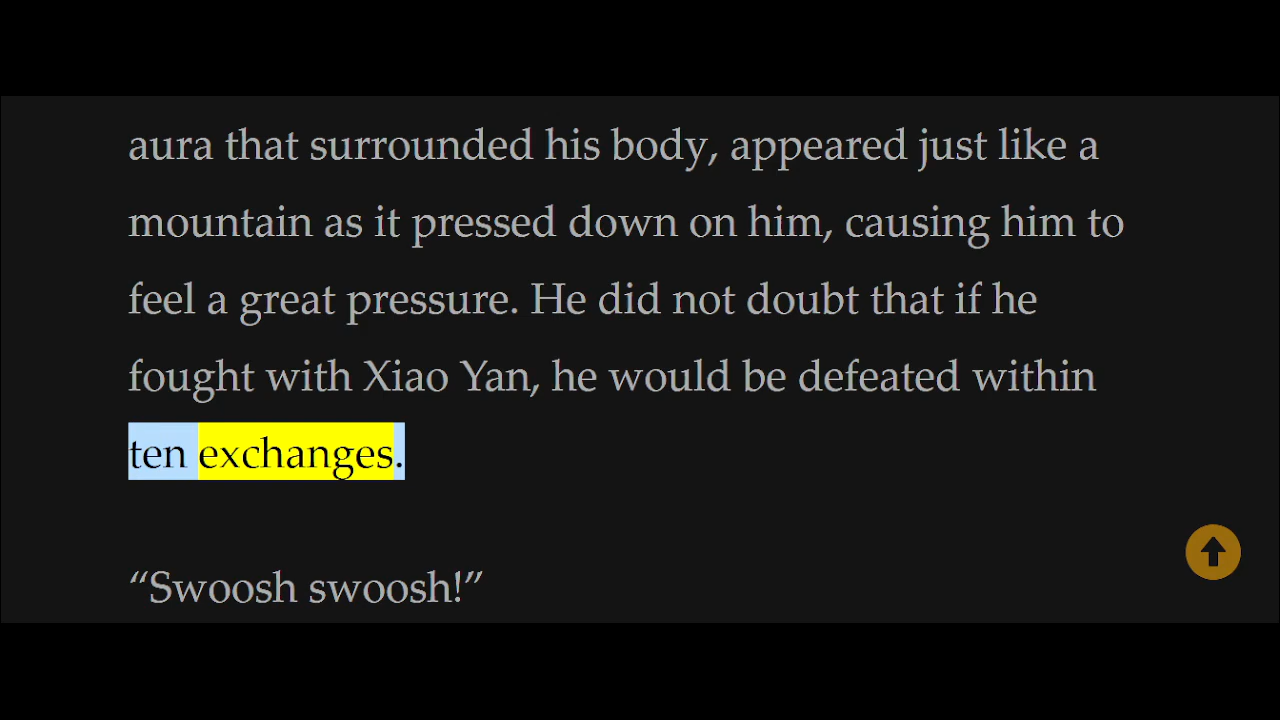 aura that surrounded his body, appeared just like a
mountain as it pressed down on him, causing him to
feel a great pressure. He did not doubt that if he
fought with Xiao Yan, he would be defeated within
ten exchanges.
“Swoosh swoosh!”